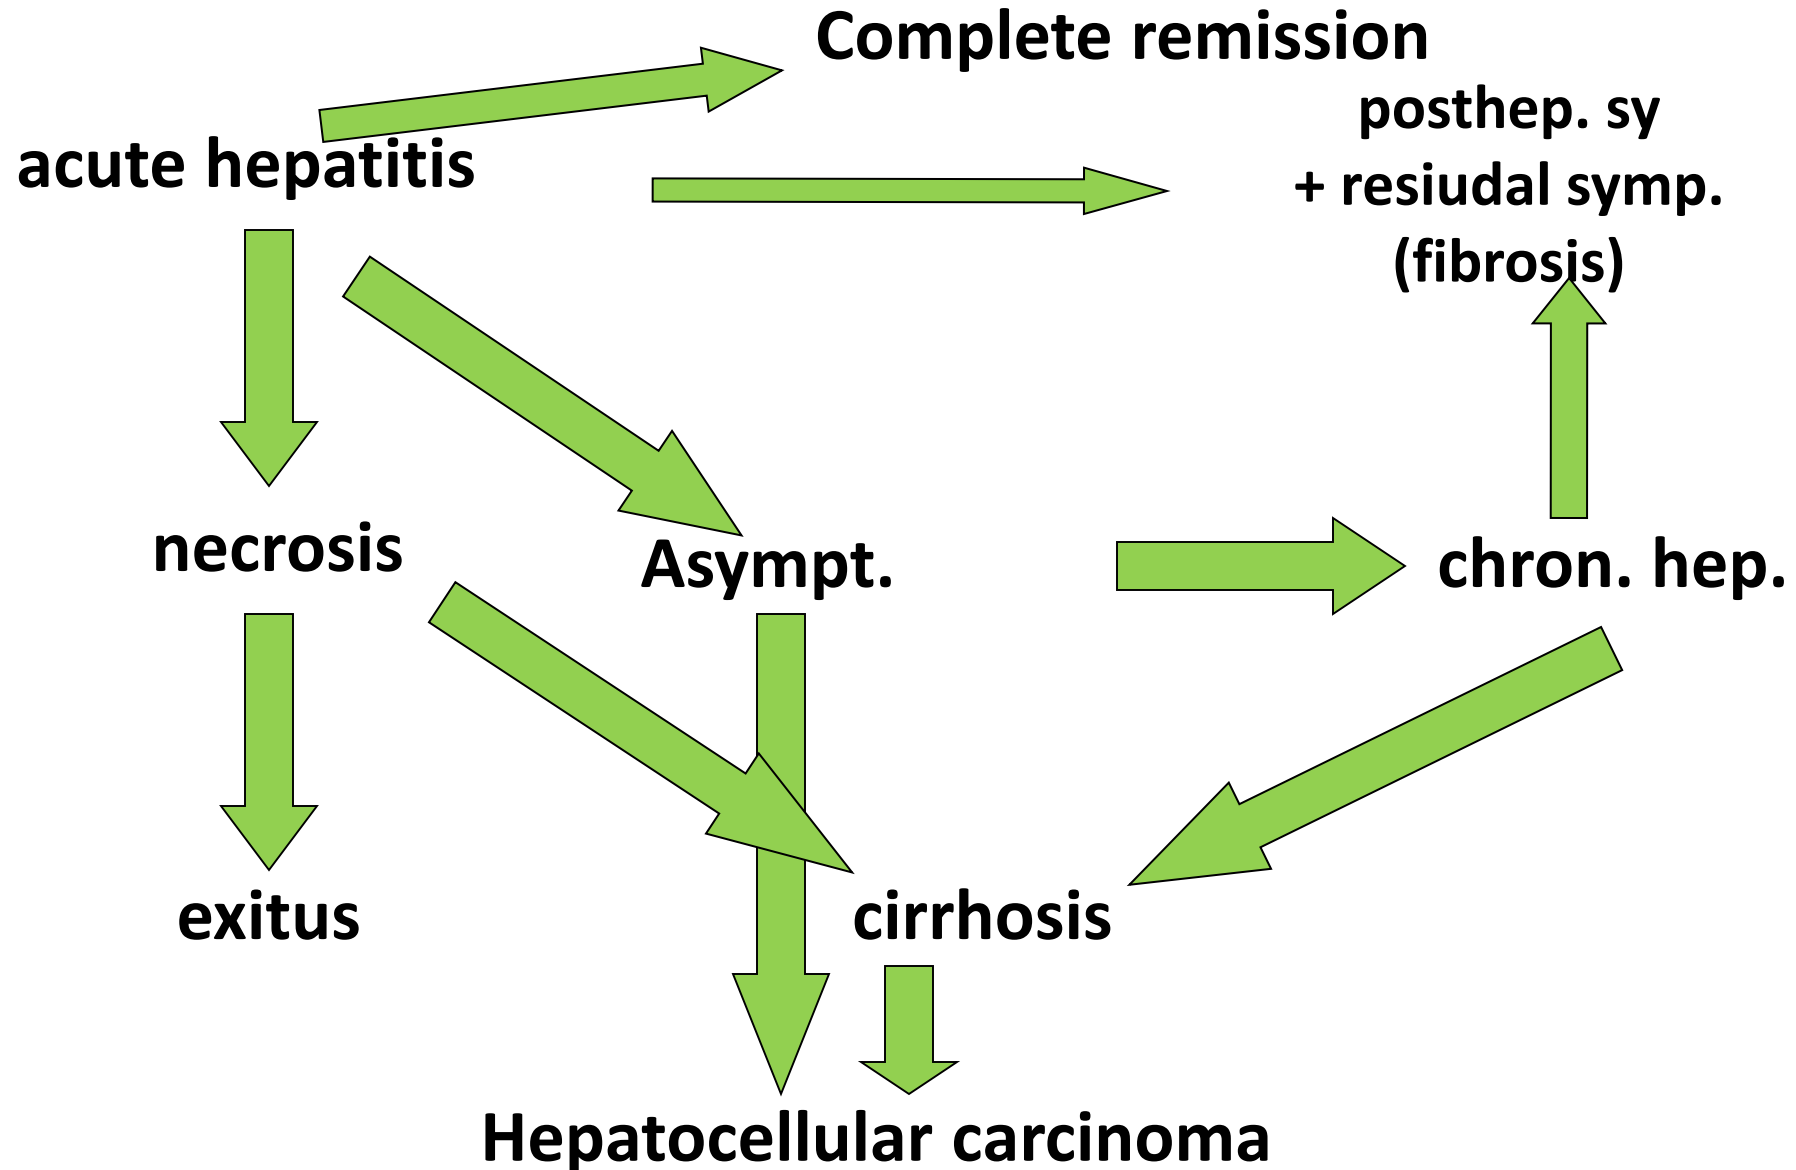 Complete remission
posthep. sy
acute hepatitis
+ resiudal symp.
(fibrosis)
necrosis
Asympt.
chron. hep.
exitus
cirrhosis
Hepatocellular carcinoma